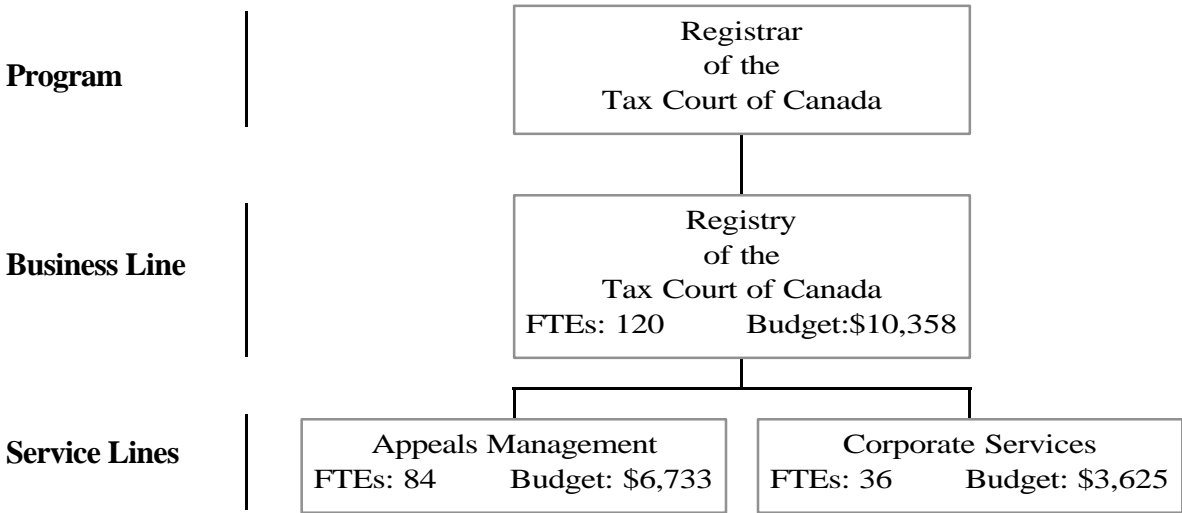 Program
Registrar
of the
Tax Court of Canada
Business Line
Registry
of the
Tax Court of Canada
FTEs: 120 Budget:$10,358
Service Lines
Appeals Management
FTEs: 84 Budget: $6,733
Corporate Services
FTEs: 36 Budget: $3,625